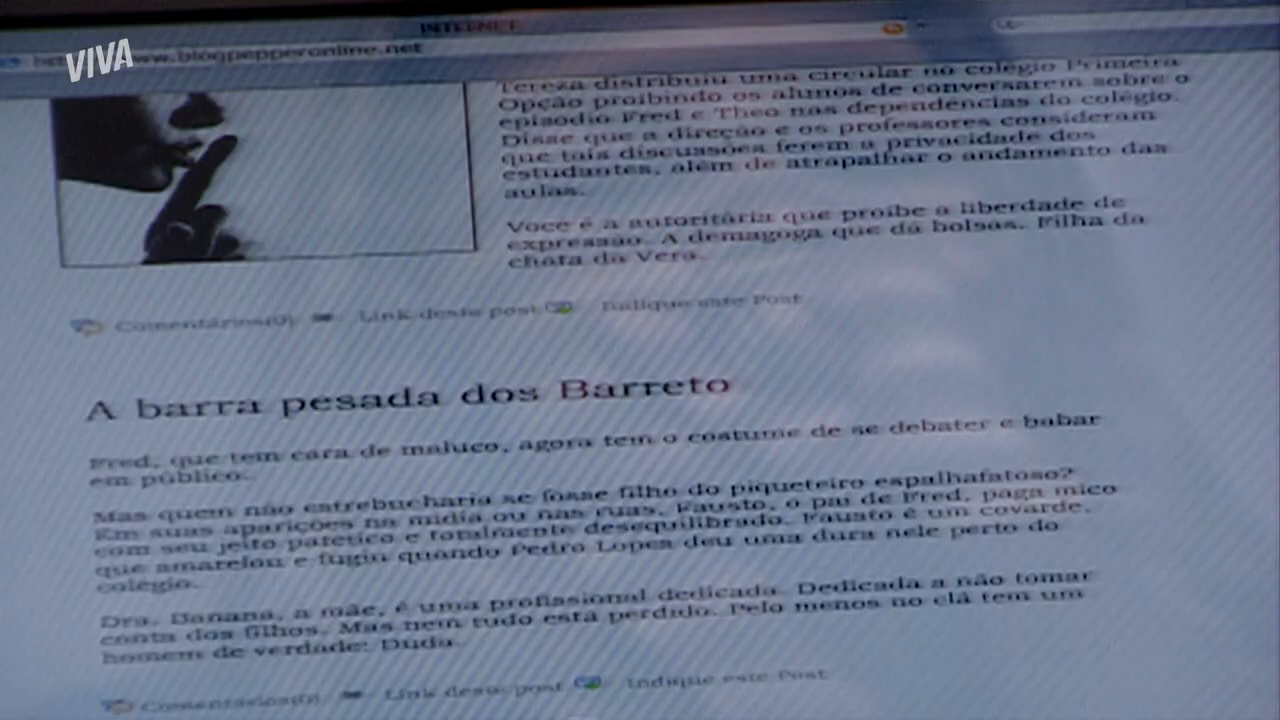 INTERNET
www.blogpepperonline.net
VIVA
Tereza distribuiu uma circular no colégio Primeira
Opção proibindo os alunos de conversarem sobre o
episódio Fred e Theo nas dependências do colégio.
Disse que a direção e os professores consideram
que tais discussões ferem a privacidade dos
estudantes, além de atrapalhar o andamento das
aulas.
Você é a autoritária que proíbe a liberdade de
expressão. A demagoga que dá bolsas. Filha da
chata da Vera.
Comentários(0) Link deste post Indique este Post
A barra pesada dos Barreto
Fred, que tem cara de maluco, agora tem o costume de se debater e babar
em público.
Mas quem não estrebucharia se fosse filho do piqueteiro espalhafatoso?
Em suas aparições na mídia ou nas ruas, Fausto, o pai de Fred, paga mico
com seu jeito patético e totalmente desequilibrado. Fausto é um covarde,
que amarelou e fugiu quando Pedro Lopes deu uma dura nele perto do
colégio.
Dra. Banana, a mãe, é uma profissional dedicada. Dedicada a não tomar
conta dos filhos. Mas nem tudo está perdido. Pelo menos no clã tem um
homem de verdade: Duda.
Comentários(0) Link deste post Indique este Post